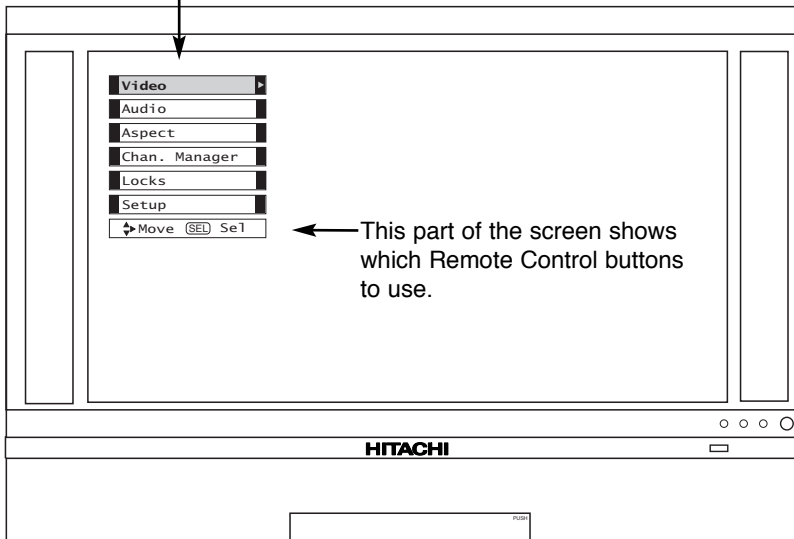 Video
Audio
Aspect
Chan. Manager
Locks
Setup
Move SEL Sel
This part of the screen shows
which Remote Control buttons
to use.
HITACHI
PUSH